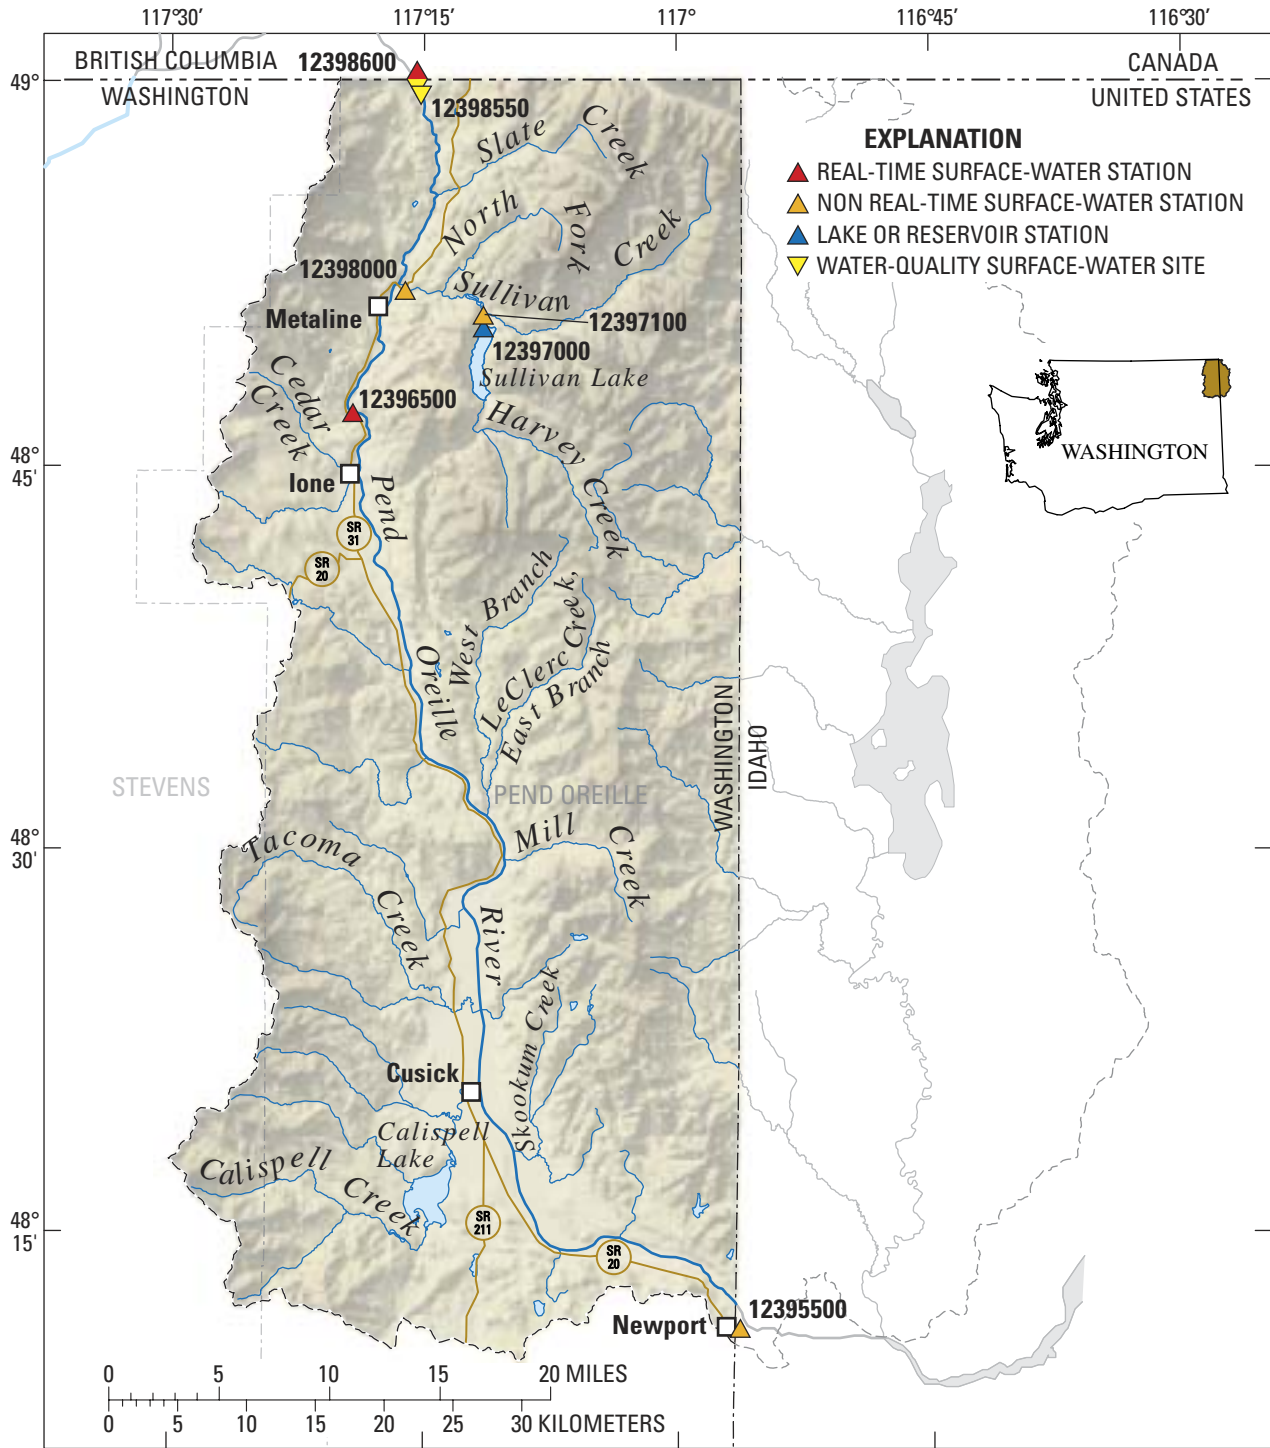 117°30'
117°15'
117°
116°45'
116°30'
BRITISH COLUMBIA
12398600
CANADA
49°
WASHINGTON
12398550
UNITED STATES
Slate Creek
EXPLANATION
REAL-TIME SURFACE-WATER STATION
NON REAL-TIME SURFACE-WATER STATION
LAKE OR RESERVOIR STATION
WATER-QUALITY SURFACE-WATER SITE
North Fork
Sullivan Creek
12398000
Metaline
12397100
12397000
Sullivan Lake
Cedar
Creek
12396500
Harvey Creek
WASHINGTON
48°
45'
Ione
Pend Oreille River
SR
31
SR
20
West Branch
LeClerc Creek,
East Branch
WASHINGTON
IDAHO
STEVENS
PEND OREILLE
48°
30'
Mill Creek
Tacoma Creek
Skookum Creek
Cusick
Calispell
Lake
Calispell Creek
SR
211
48°
15'
SR
20
12395500
Newport
0 5 10 15 20 MILES
0 5 10 15 20 25 30 KILOMETERS